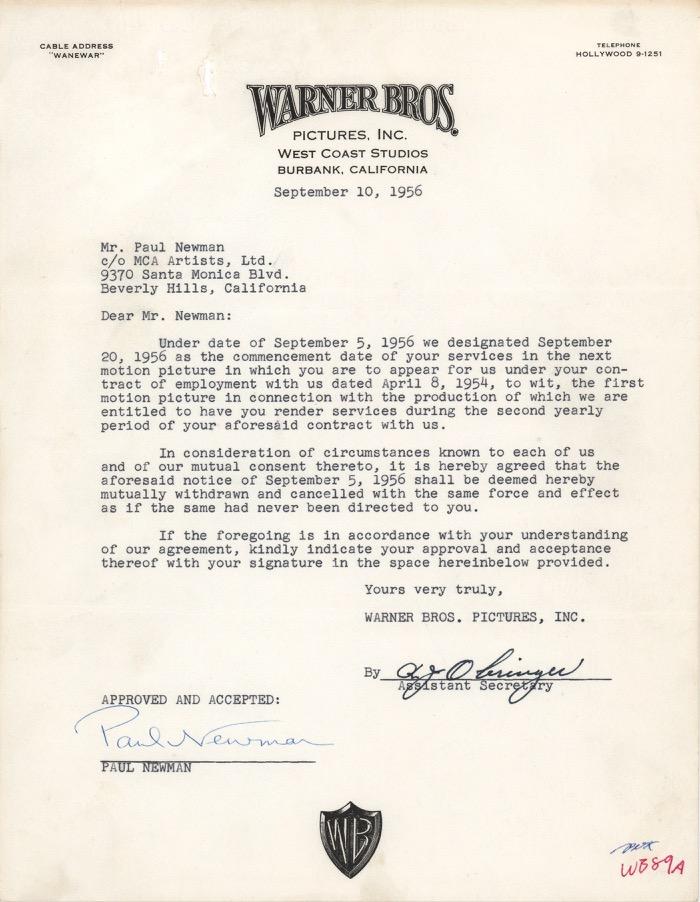 CABLE ADDRESS
"WANEWAR"
TELEPHONE
HOLLYWOOD 9-1251
WARNER BROS.
PICTURES, INC.
WEST COAST STUDIOS
BURBANK, CALIFORNIA
September 10, 1956
Mr. Paul Newman
c/o MCA Artists, Ltd.
9370 Santa Monica Blvd.
Beverly Hills, California
Dear Mr. Newman:
Under date of September 5, 1956 we designated September
20, 1956 as the commencement date of your services in the next
motion picture in which you are to appear for us under your con-
tract of employment with us dated April 8, 1954, to wit, the first
motion picture in connection with the production of which we are
entitled to have you render services during the second yearly
period of your aforesaid contract with us.
In consideration of circumstances known to each of us
and of our mutual consent thereto, it is hereby agreed that the
aforesaid notice of September 5, 1956 shall be deemed hereby
mutually withdrawn and cancelled with the same force and effect
as if the same had never been directed to you.
If the foregoing is in accordance with your understanding
of our agreement, kindly indicate your approval and acceptance
thereof with your signature in the space hereinbelow provided.
Yours very truly,
WARNER BROS. PICTURES, INC.
By
Assistant Secretary
APPROVED AND ACCEPTED:
Paul Newman
PAUL NEWMAN
WB
WB89A